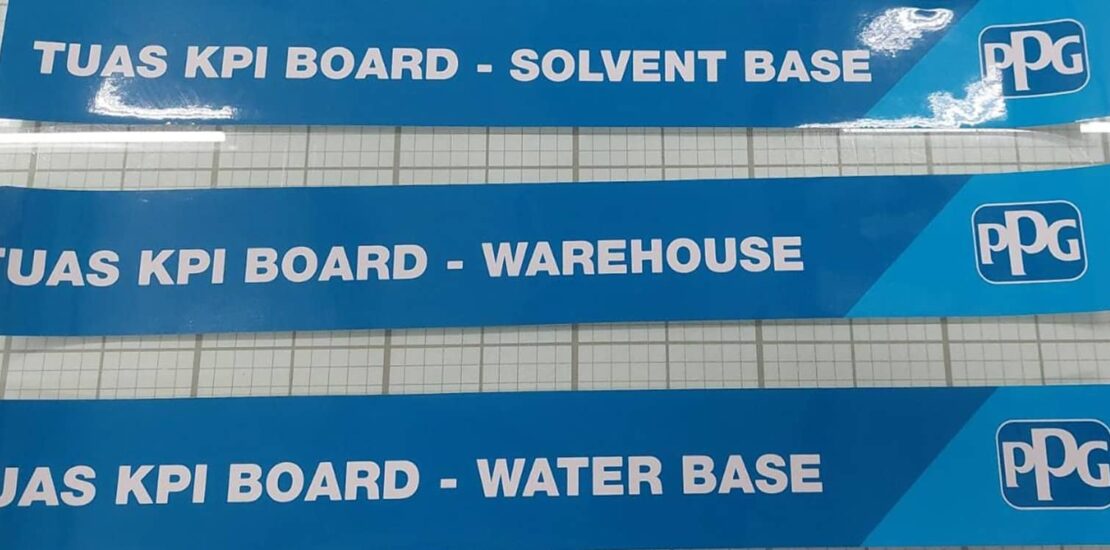 TUAS KPI BOARD - SOLVENT BASE PPG
TUAS KPI BOARD - WAREHOUSE PPG
UAS KPI BOARD - WATER BASE PPG